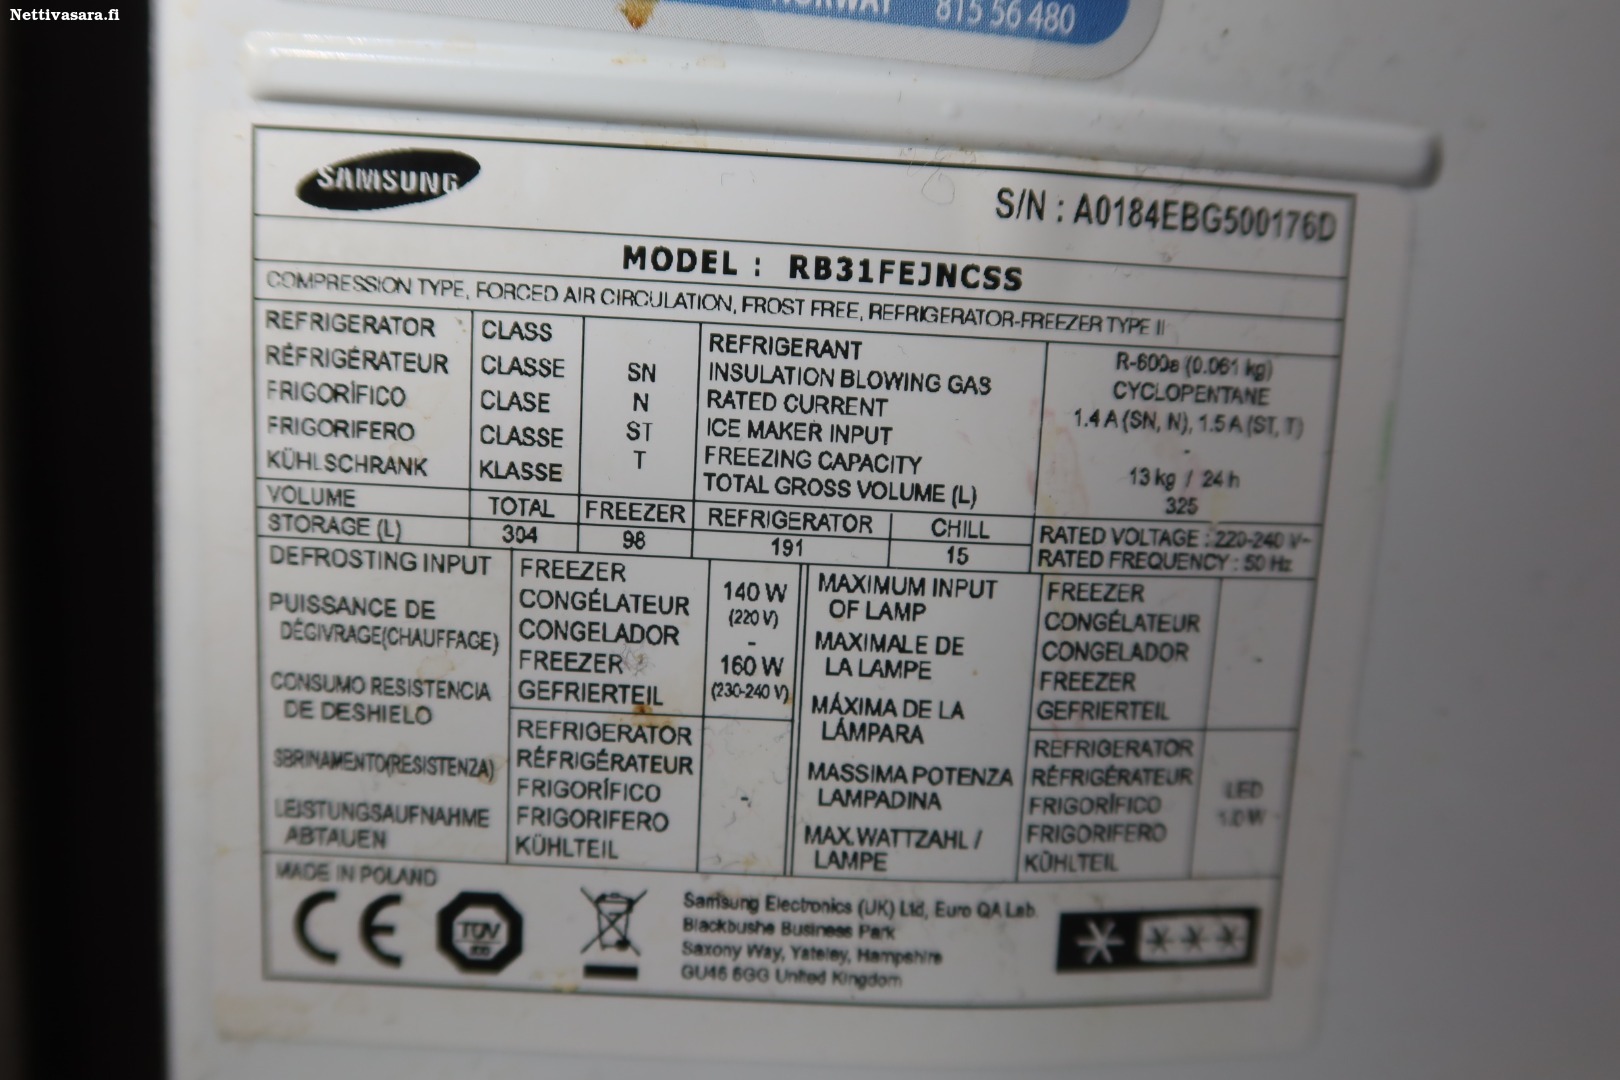 Nettivasara.fi
NORWAY 815 56 480
SAMSUNG
S/N : A0184EBG500176D
MODEL : RB31FEJNCSS
COMPRESSION TYPE, FORCED AIR CIRCULATION, FROST FREE, REFRIGERATOR-FREEZER TYPE II
REFRIGERATOR
RÉFRIGÉRATEUR
FRIGORÍFICO
FRIGORIFERO
KÜHLSCHRANK
CLASS
CLASSE
CLASE
CLASSE
KLASSE
SN
N
ST
T
REFRIGERANT
INSULATION BLOWING GAS
RATED CURRENT
ICE MAKER INPUT
FREEZING CAPACITY
TOTAL GROSS VOLUME (L)
R-600a (0.061 kg)
CYCLOPENTANE
1.4 A (SN, N), 1.5 A (ST, T)
-
13 kg / 24 h
325
VOLUME TOTAL FREEZER REFRIGERATOR CHILL
STORAGE (L) 304 98 191 15
RATED VOLTAGE : 220-240 V~
RATED FREQUENCY : 50 Hz
DEFROSTING INPUT
PUISSANCE DE
DÉGIVRAGE(CHAUFFAGE)
CONSUMO RESISTENCIA
DE DESHIELO
SBRINAMENTO(RESISTENZA)
LEISTUNGSAUFNAHME
ABTAUEN
FREEZER
CONGÉLATEUR
CONGELADOR
FREEZER
GEFRIERTEIL
140 W
(220 V)
-
160 W
(230-240 V)
REFRIGERATOR
RÉFRIGÉRATEUR
FRIGORÍFICO
FRIGORIFERO
KÜHLTEIL
-
MAXIMUM INPUT
OF LAMP
MAXIMALE DE
LA LAMPE
MÁXIMA DE LA
LÁMPARA
MASSIMA POTENZA
LAMPADINA
MAX.WATTZAHL /
LAMPE
FREEZER
CONGÉLATEUR
CONGELADOR
FREEZER
GEFRIERTEIL
-
REFRIGERATOR
RÉFRIGÉRATEUR
FRIGORÍFICO
FRIGORIFERO
KÜHLTEIL
LED
MADE IN POLAND
CE
TÜV
Samsung Electronics (UK) Ltd, Euro QA Lab.
Blackbushe Business Park
Saxony Way, Yateley, Hampshire
GU46 6GG United Kingdom